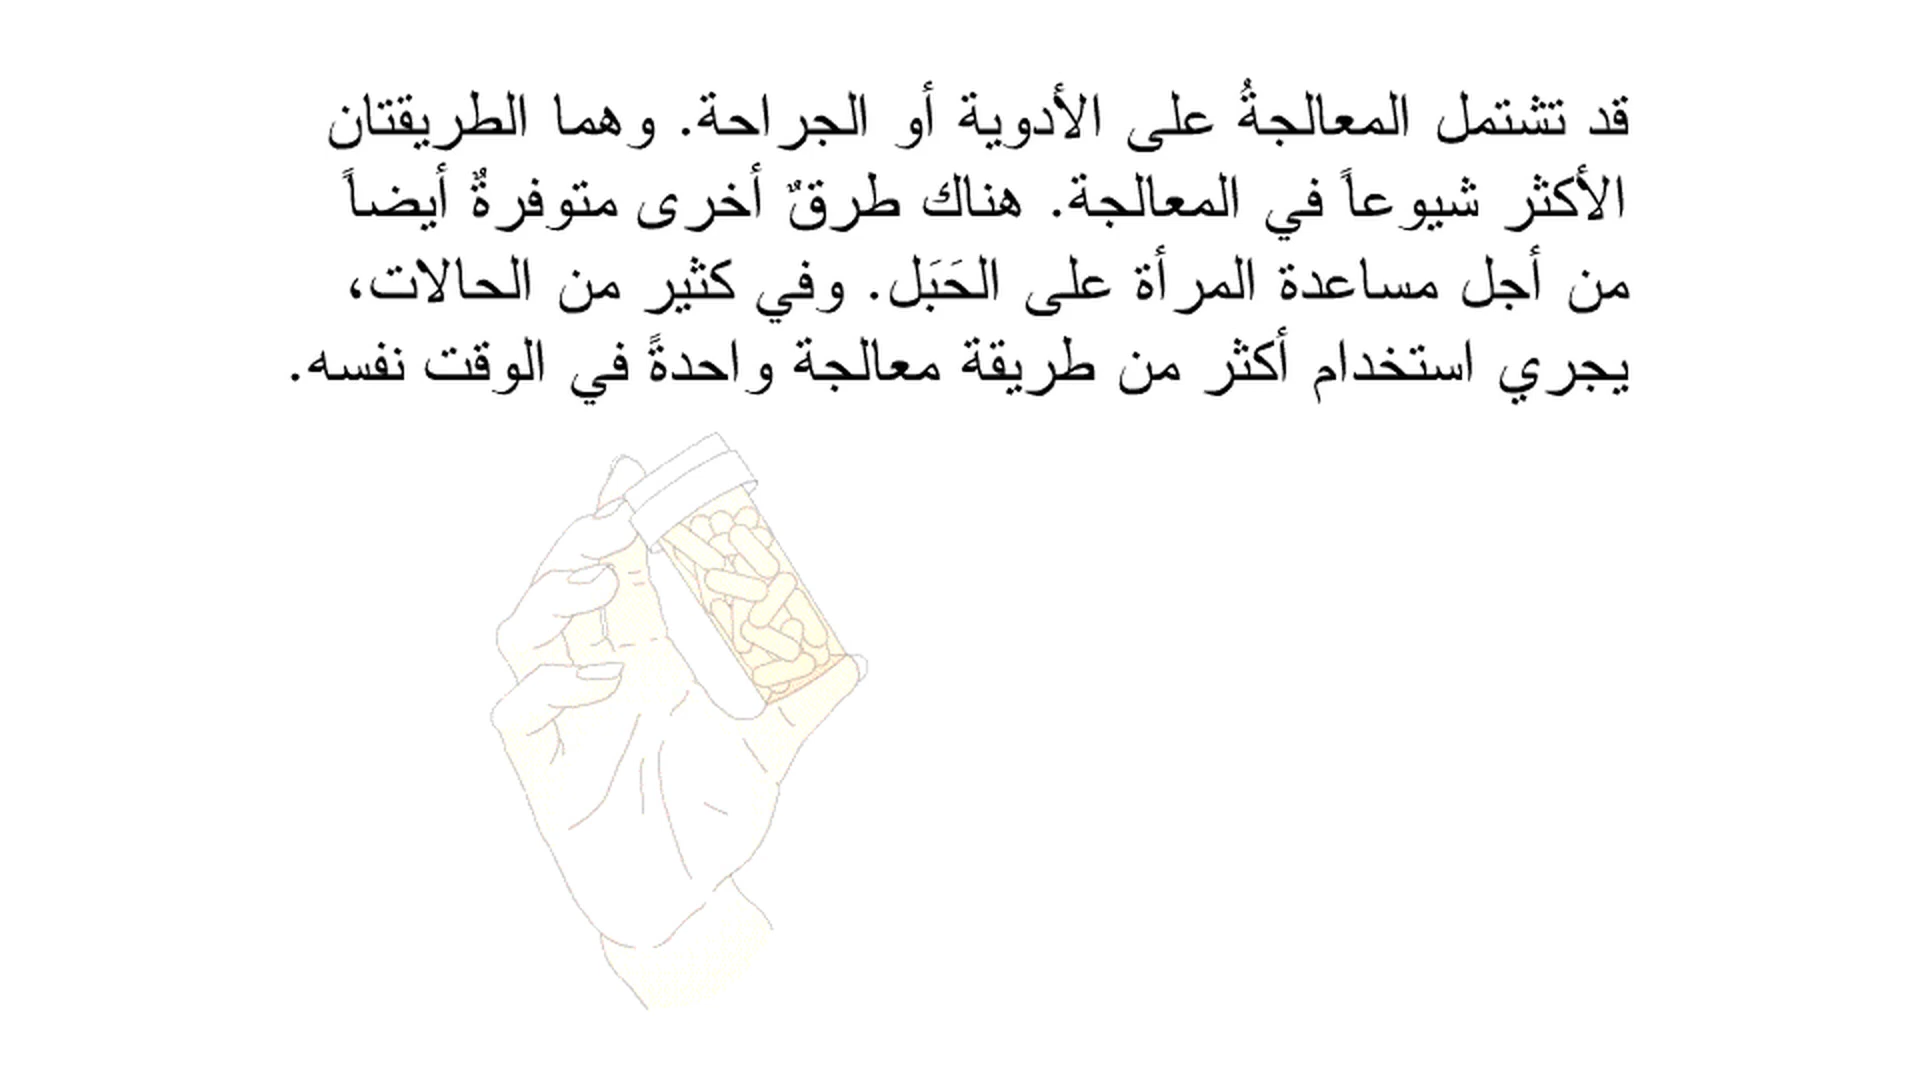 قد تشتمل المعالجةُ على الأدوية أو الجراحة. وهما الطريقتان
الأكثر شيوعاً في المعالجة. هناك طرقٌ أخرى متوفرةٌ أيضاً
من أجل مساعدة المرأة على الحَبَل. وفي كثير من الحالات،
يجري استخدام أكثر من طريقة معالجة واحدةً في الوقت نفسه.